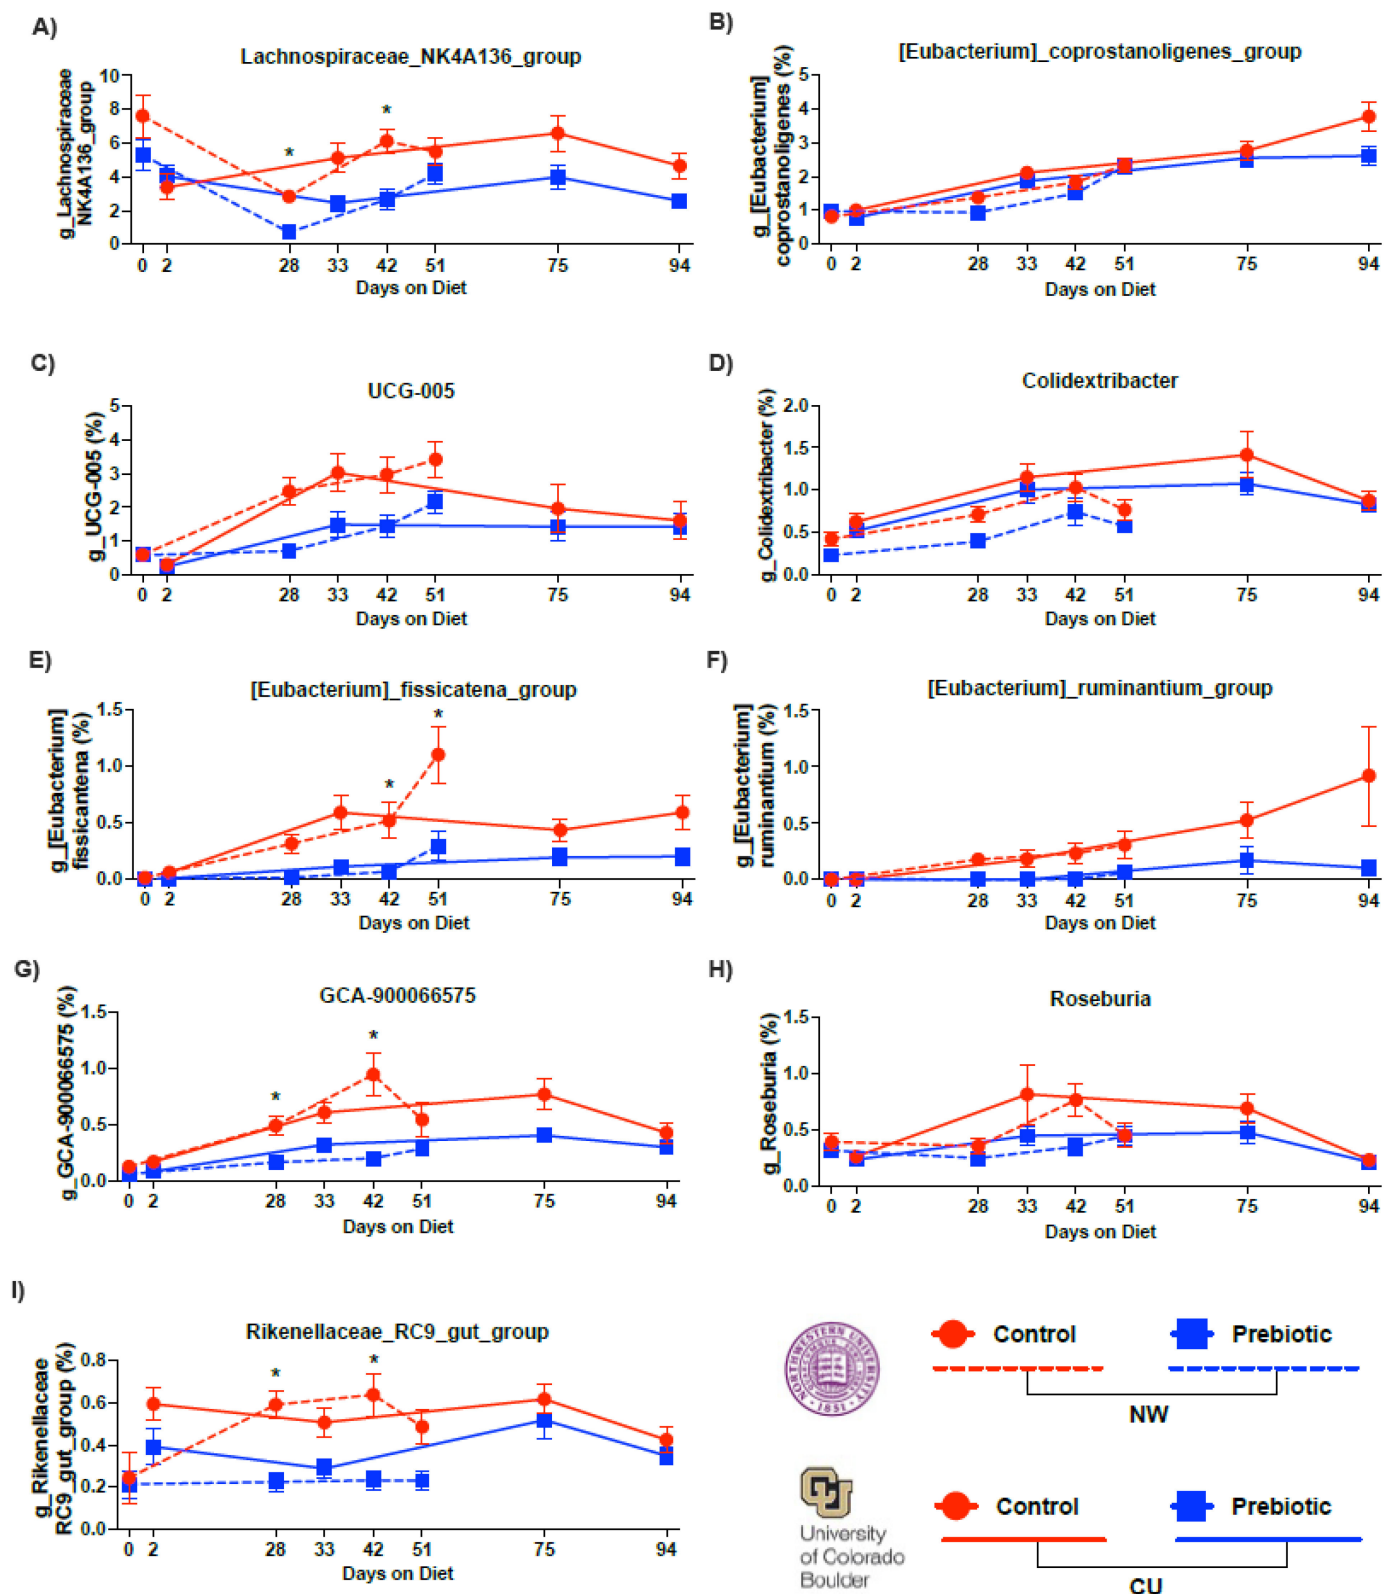 A)
Lachnospiraceae_NK4A136_group
g_Lachnospiraceae
NK4A136_group
10
8
6
4
2
0
*
*
0 2 28 33 42 51 75 94
Days on Diet
B)
[Eubacterium]_coprostanoligenes_group
g_[Eubacterium]
coprostanoligenes (%)
5
4
3
2
1
0
0 2 28 33 42 51 75 94
Days on Diet
C)
UCG-005
g_UCG-005 (%)
5
4
3
2
1
0
0 2 28 33 42 51 75 94
Days on Diet
D)
Colidextribacter
g_Colidextribacter (%)
2.0
1.5
1.0
0.5
0.0
0 2 28 33 42 51 75 94
Days on Diet
E)
[Eubacterium]_fissicatena_group
g_[Eubacterium]
fissicantena (%)
1.5
1.0
0.5
0.0
*
*
0 2 28 33 42 51 75 94
Days on Diet
F)
[Eubacterium]_ruminantium_group
g_[Eubacterium
ruminantium (%)
1.5
1.0
0.5
0.0
0 2 28 33 42 51 75 94
Days on Diet
G)
GCA-900066575
g_GCA-900066575 (%)
1.5
1.0
0.5
0.0
*
*
0 2 28 33 42 51 75 94
Days on Diet
H)
Roseburia
g_Roseburia (%)
1.5
1.0
0.5
0.0
0 2 28 33 42 51 75 94
Days on Diet
I)
Rikenellaceae_RC9_gut_group
g_Rikenellaceae
RC9_gut_group (%)
0.8
0.6
0.4
0.2
0.0
*
*
0 2 28 33 42 51 75 94
Days on Diet
NORTHWESTERN UNIVERSITY
1851
Control Prebiotic
NW
CU
University
of Colorado
Boulder
Control Prebiotic
CU